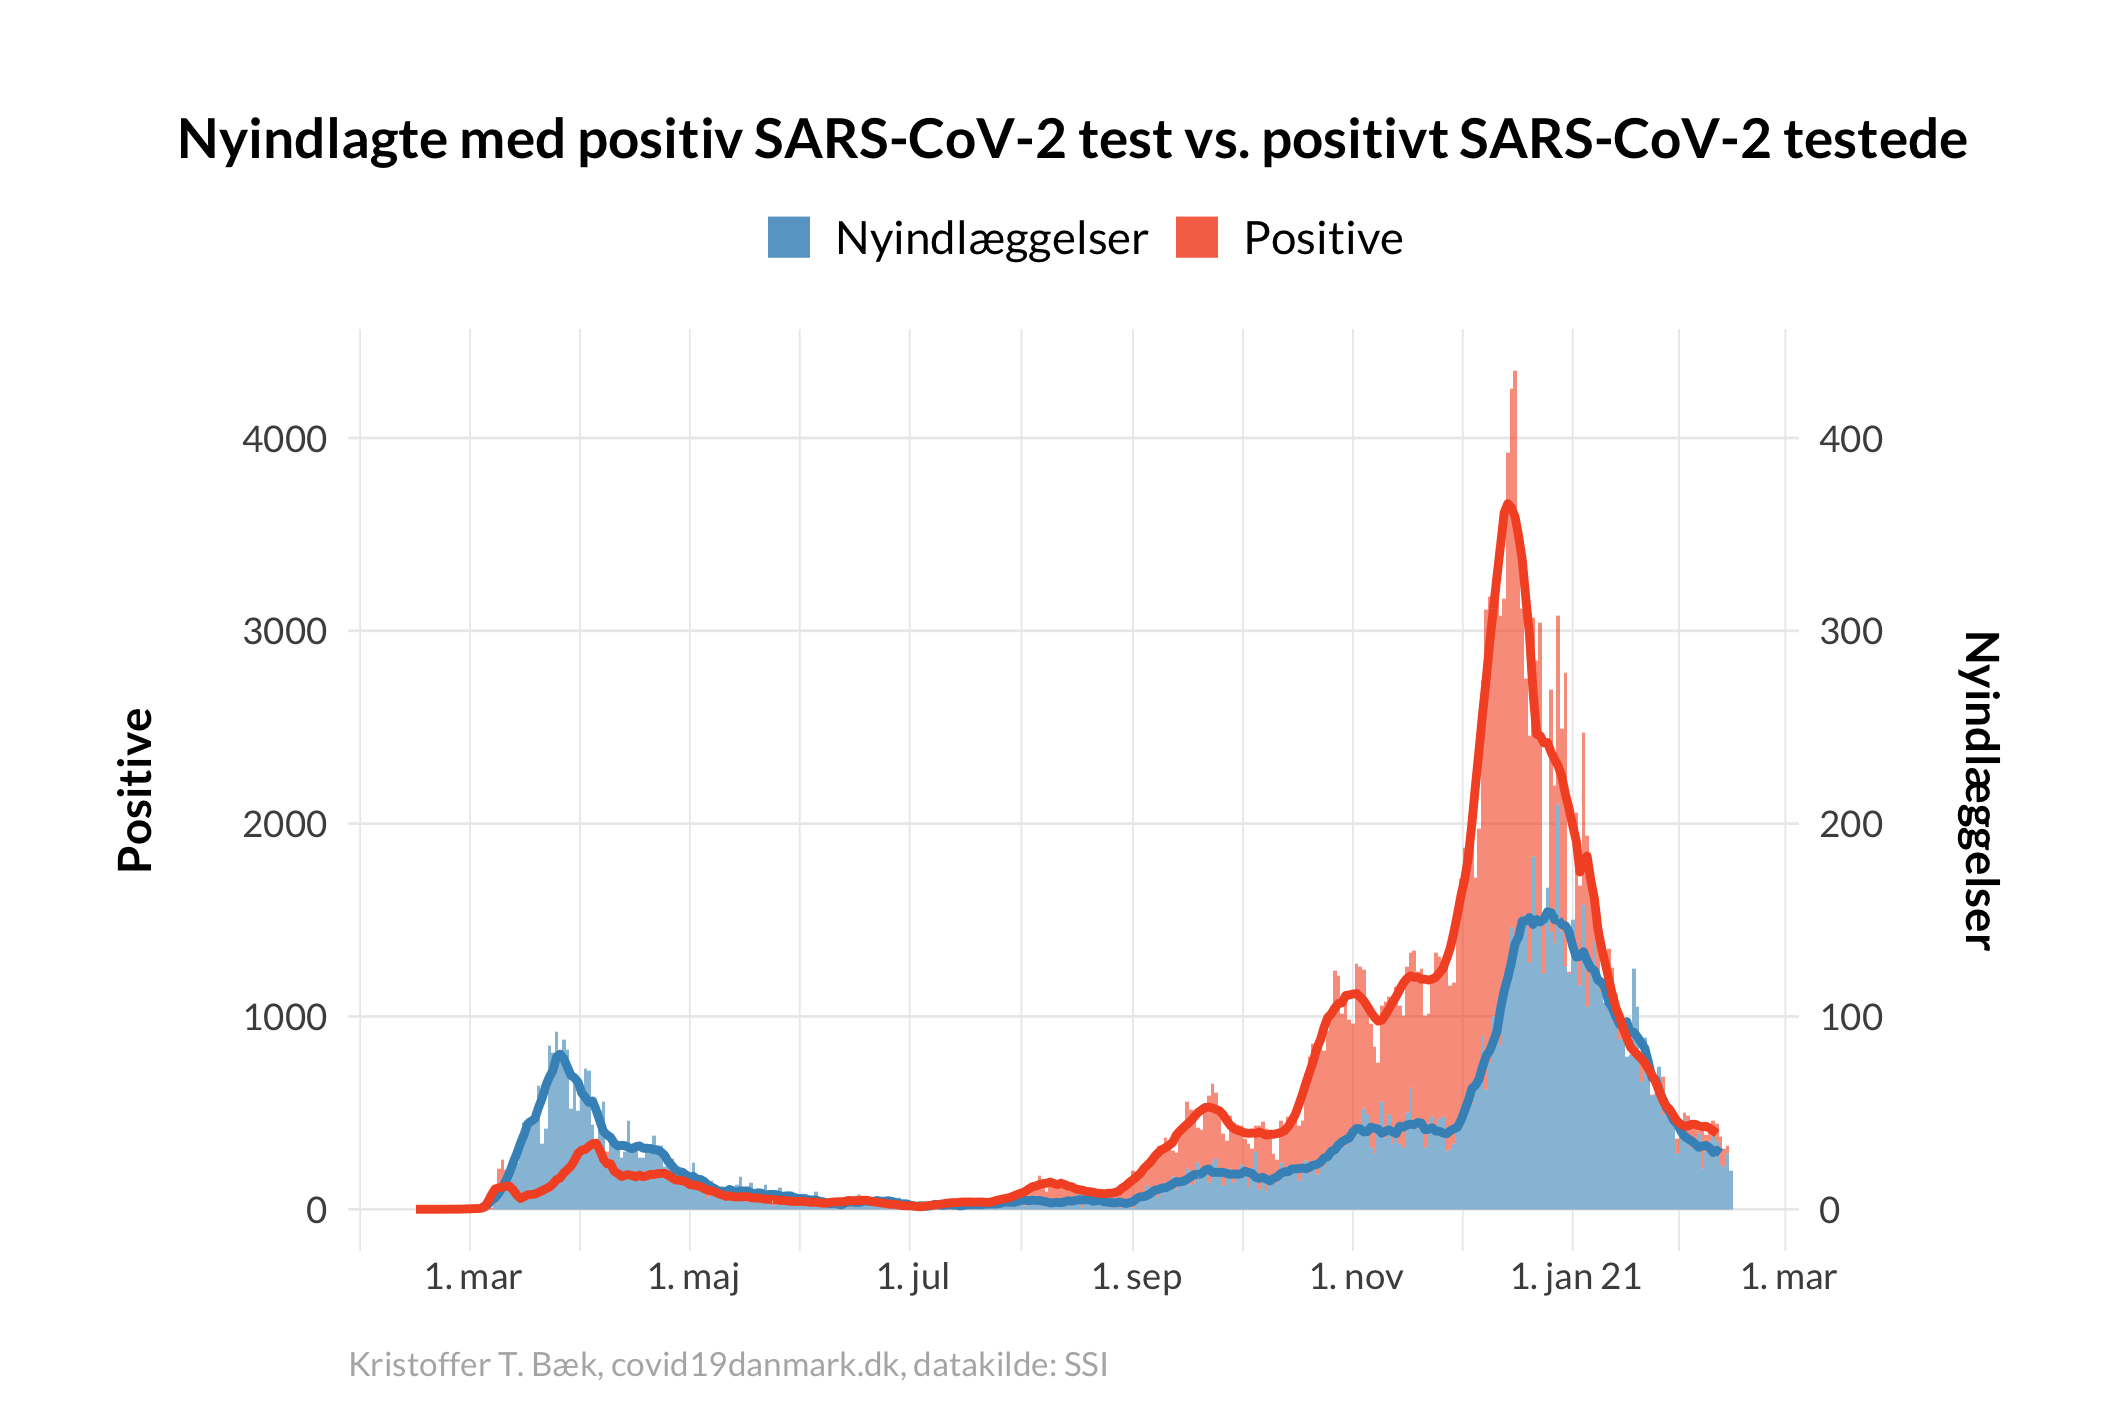 Nyindlagte med positiv SARS-CoV-2 test vs. positivt SARS-CoV-2 testede
Nyindlæggelser Positive
Positive
4000
3000
2000
1000
0
400
300
200
100
0
Nyindlæggelser
1. mar 1. maj 1. jul 1. sep 1. nov 1. jan 21 1. mar
Kristoffer T. Bæk, covid19danmark.dk, datakilde: SSI